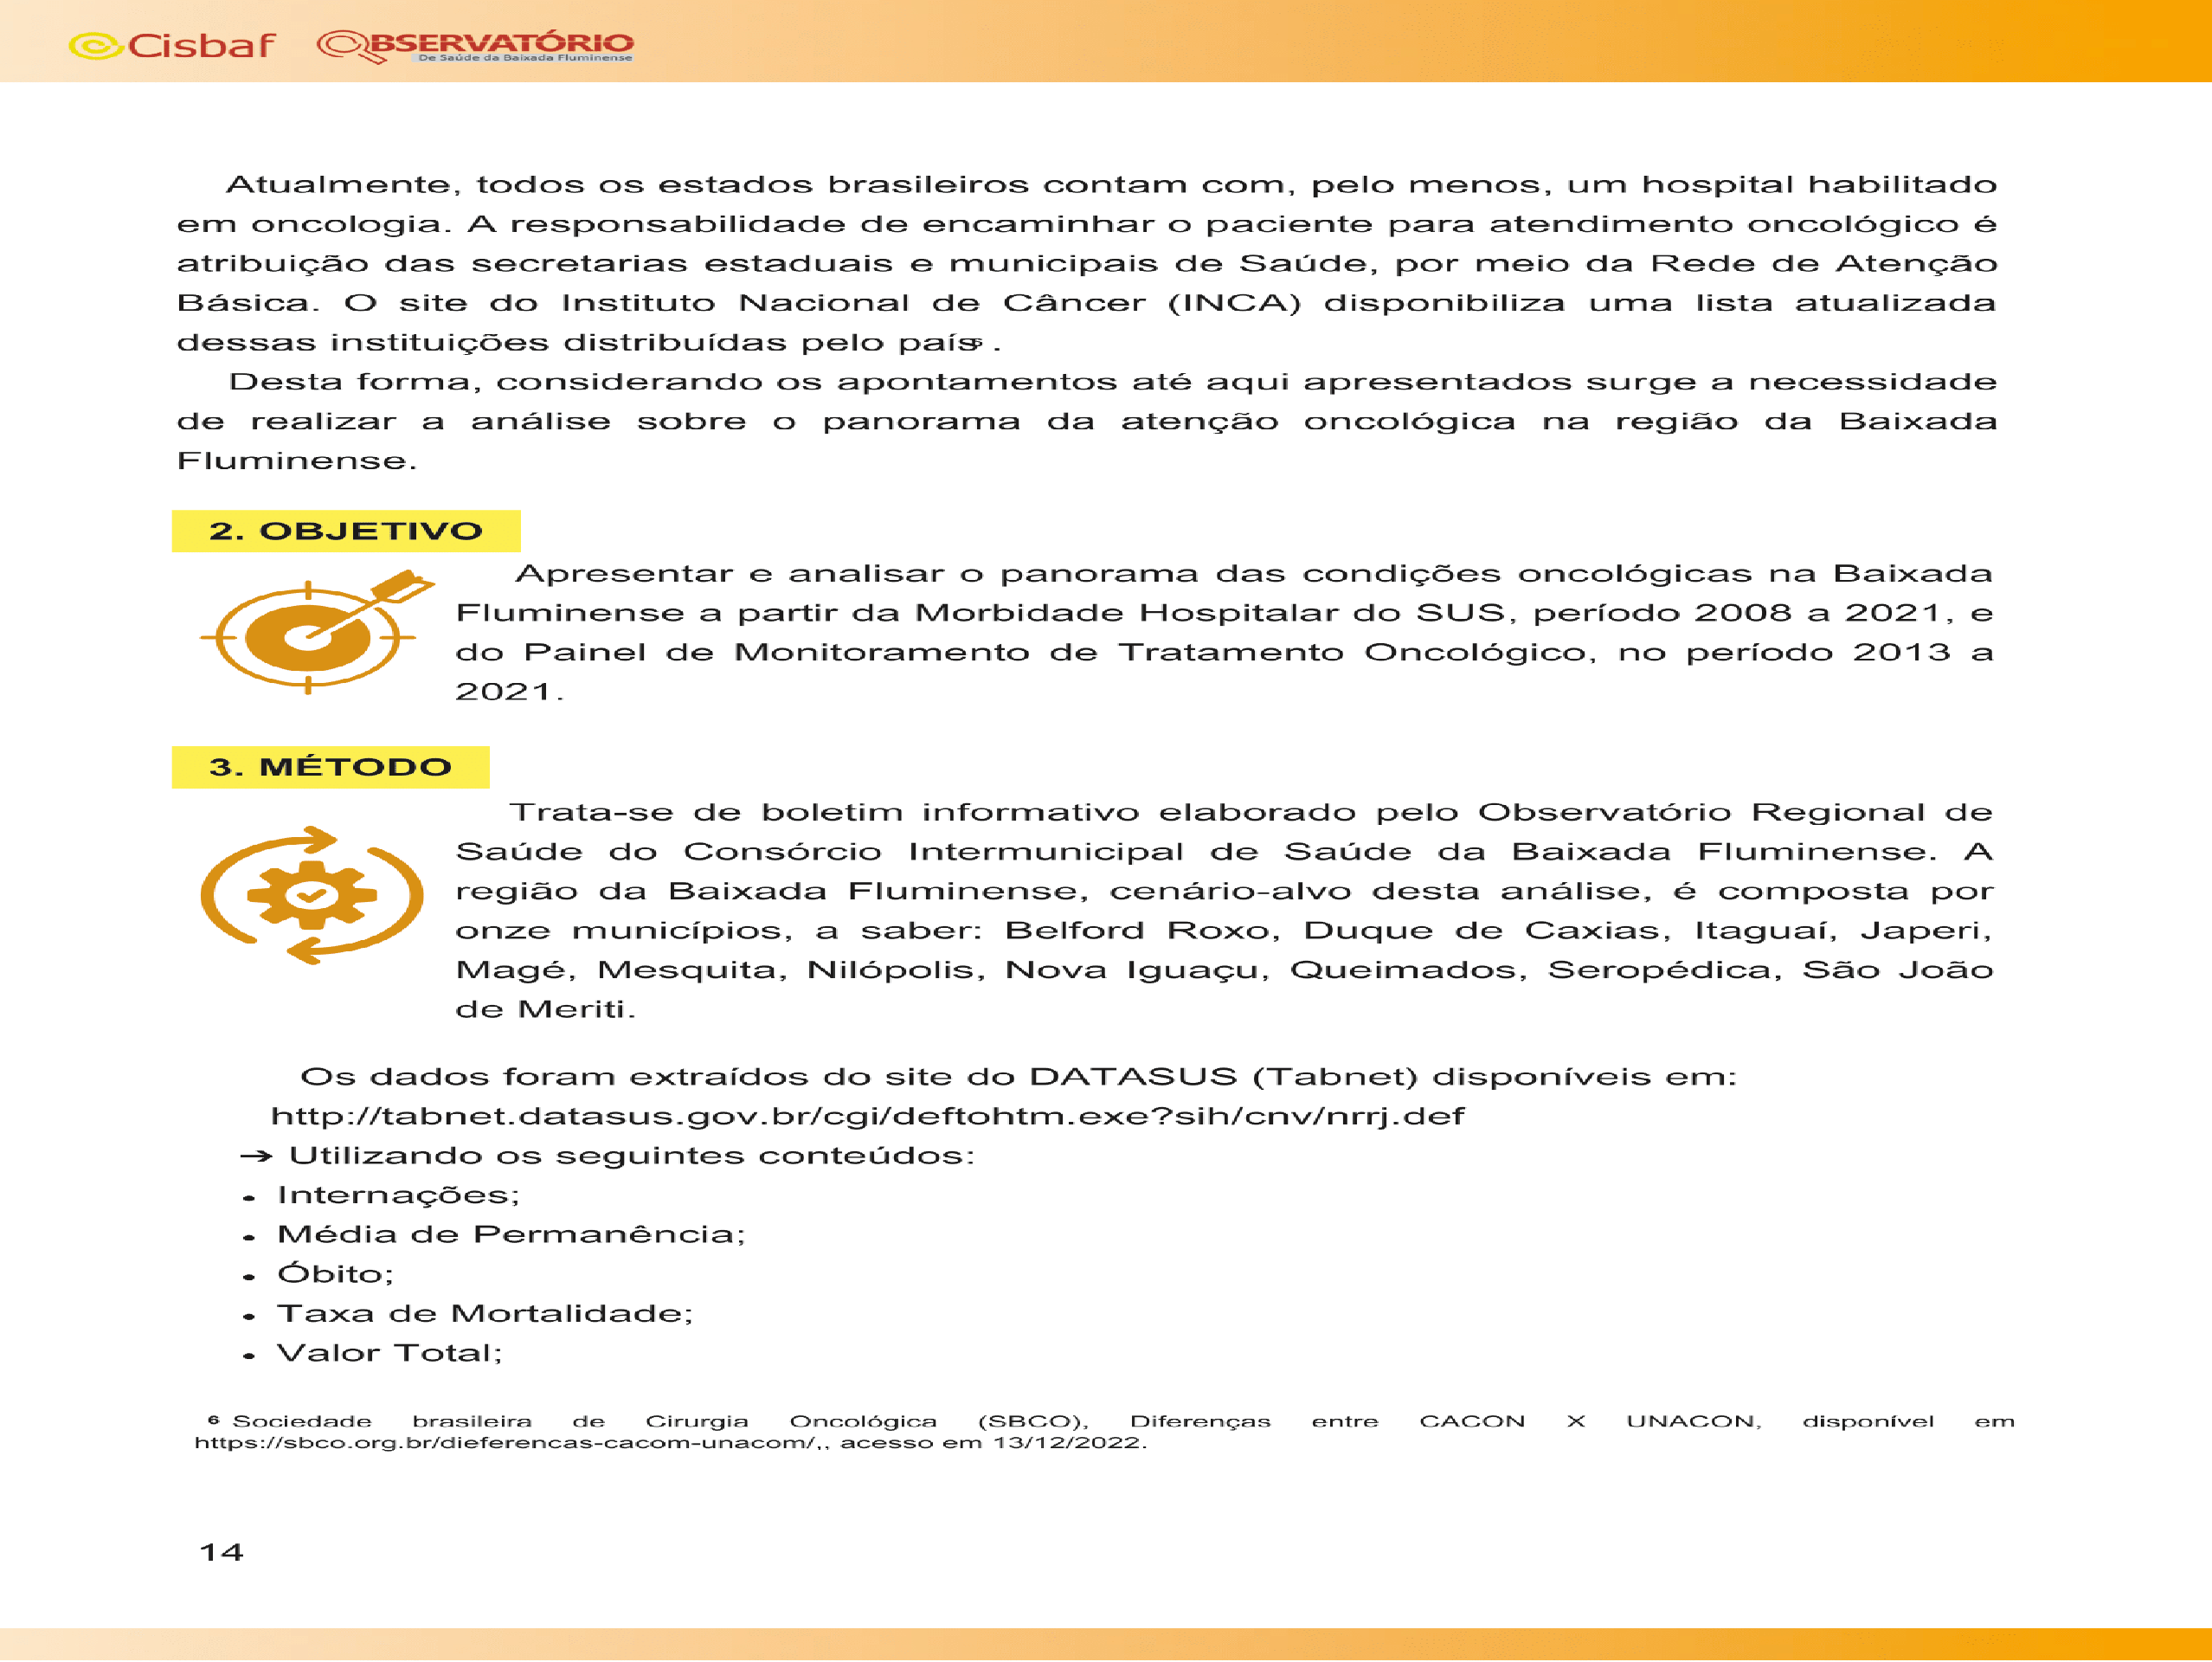 Cisbaf OBSERVATÓRIO
De Saúde da Baixada Fluminense
Atualmente, todos os estados brasileiros contam com, pelo menos, um hospital habilitado
em oncologia. A responsabilidade de encaminhar o paciente para atendimento oncológico é
atribuição das secretarias estaduais e municipais de Saúde, por meio da Rede de Atenção
Básica. O site do Instituto Nacional de Câncer (INCA) disponibiliza uma lista atualizada
dessas instituições distribuídas pelo país⁶ .
Desta forma, considerando os apontamentos até aqui apresentados surge a necessidade
de realizar a análise sobre o panorama da atenção oncológica na região da Baixada
Fluminense.
2. OBJETIVO
Apresentar e analisar o panorama das condições oncológicas na Baixada
Fluminense a partir da Morbidade Hospitalar do SUS, período 2008 a 2021, e
do Painel de Monitoramento de Tratamento Oncológico, no período 2013 a
2021.
3. MÉTODO
Trata-se de boletim informativo elaborado pelo Observatório Regional de
Saúde do Consórcio Intermunicipal de Saúde da Baixada Fluminense. A
região da Baixada Fluminense, cenário-alvo desta análise, é composta por
onze municípios, a saber: Belford Roxo, Duque de Caxias, Itaguaí, Japeri,
Magé, Mesquita, Nilópolis, Nova Iguaçu, Queimados, Seropédica, São João
de Meriti.
Os dados foram extraídos do site do DATASUS (Tabnet) disponíveis em:
http://tabnet.datasus.gov.br/cgi/deftohtm.exe?sih/cnv/nrrj.def
→ Utilizando os seguintes conteúdos:
• Internações;
• Média de Permanência;
• Óbito;
• Taxa de Mortalidade;
• Valor Total;
6 Sociedade brasileira de Cirurgia Oncológica (SBCO), Diferenças entre CACON X UNACON, disponível em
https://sbco.org.br/dieferencas-cacom-unacom/,, acesso em 13/12/2022.
14